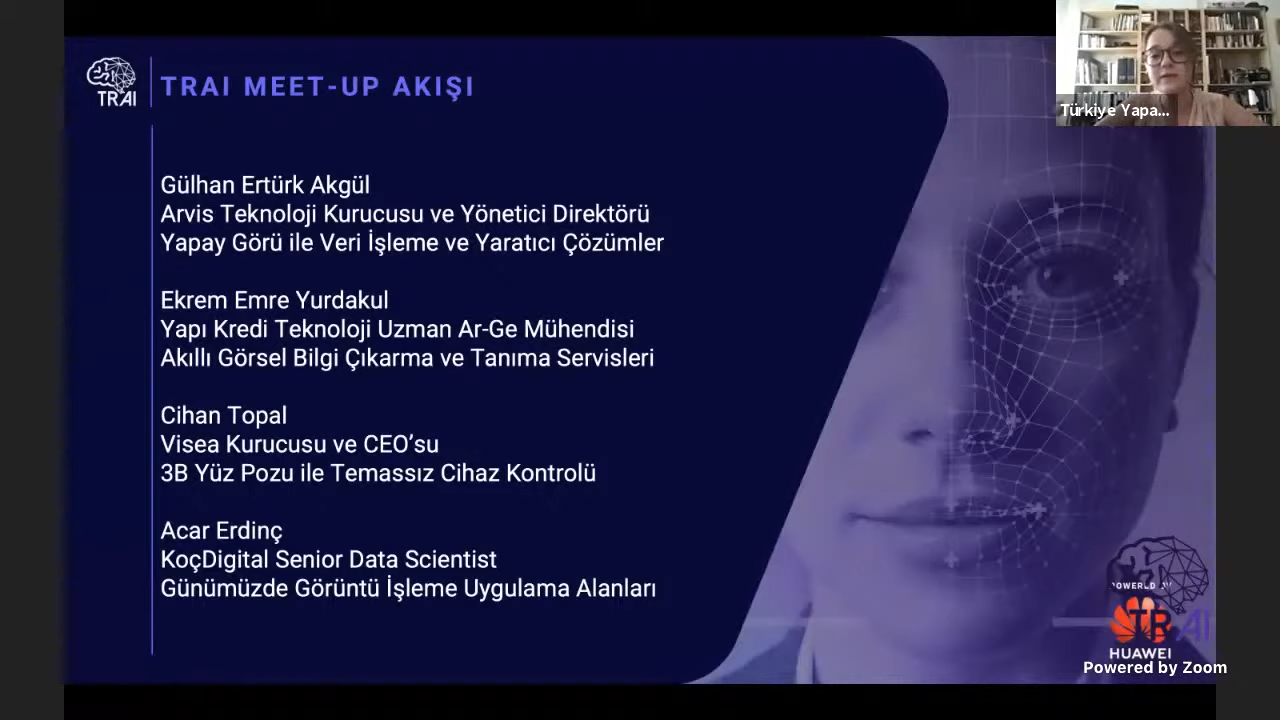 TRAI
TRAI MEET-UP AKIŞI
Türkiye Yapa...
Gülhan Ertürk Akgül
Arvis Teknoloji Kurucusu ve Yönetici Direktörü
Yapay Görü ile Veri İşleme ve Yaratıcı Çözümler
Ekrem Emre Yurdakul
Yapı Kredi Teknoloji Uzman Ar-Ge Mühendisi
Akıllı Görsel Bilgi Çıkarma ve Tanıma Servisleri
Cihan Topal
Visea Kurucusu ve CEO’su
3B Yüz Pozu ile Temassız Cihaz Kontrolü
Acar Erdinç
KoçDigital Senior Data Scientist
Günümüzde Görüntü İşleme Uygulama Alanları
POWERED BY
TRAI
HUAWEI
Powered by Zoom